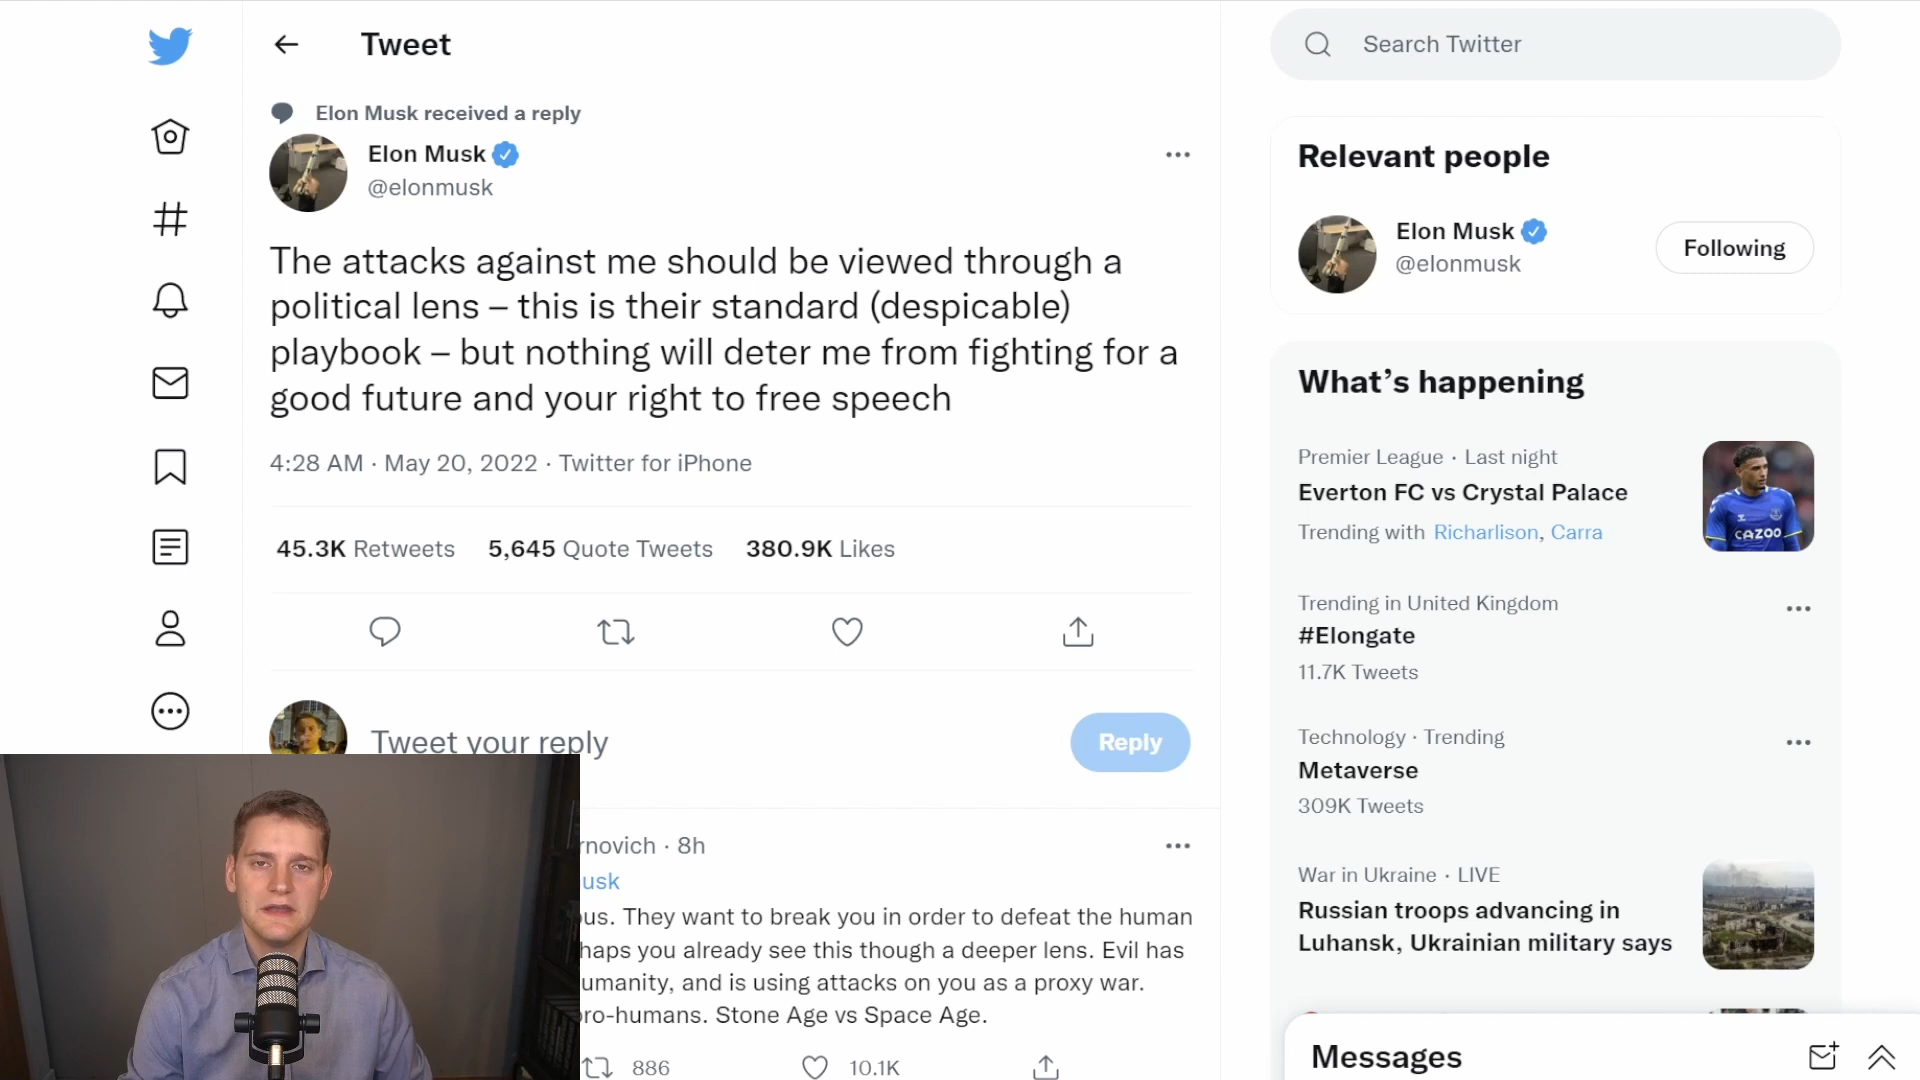 Tweet
Elon Musk received a reply
Elon Musk
@elonmusk
The attacks against me should be viewed through a
political lens – this is their standard (despicable)
playbook – but nothing will deter me from fighting for a
good future and your right to free speech
4:28 AM · May 20, 2022 · Twitter for iPhone
45.3K Retweets 5,645 Quote Tweets 380.9K Likes
Tweet your reply
Reply
rnovich · 8h
usk
us. They want to break you in order to defeat the human
haps you already see this though a deeper lens. Evil has
umanity, and is using attacks on you as a proxy war.
ro-humans. Stone Age vs Space Age.
886 10.1K
Search Twitter
Relevant people
Elon Musk
@elonmusk
Following
What's happening
Premier League · Last night
Everton FC vs Crystal Palace
Trending with Richarlison, Carra
CAZOO
Trending in United Kingdom
#Elongate
11.7K Tweets
Technology · Trending
Metaverse
309K Tweets
War in Ukraine · LIVE
Russian troops advancing in
Luhansk, Ukrainian military says
Messages